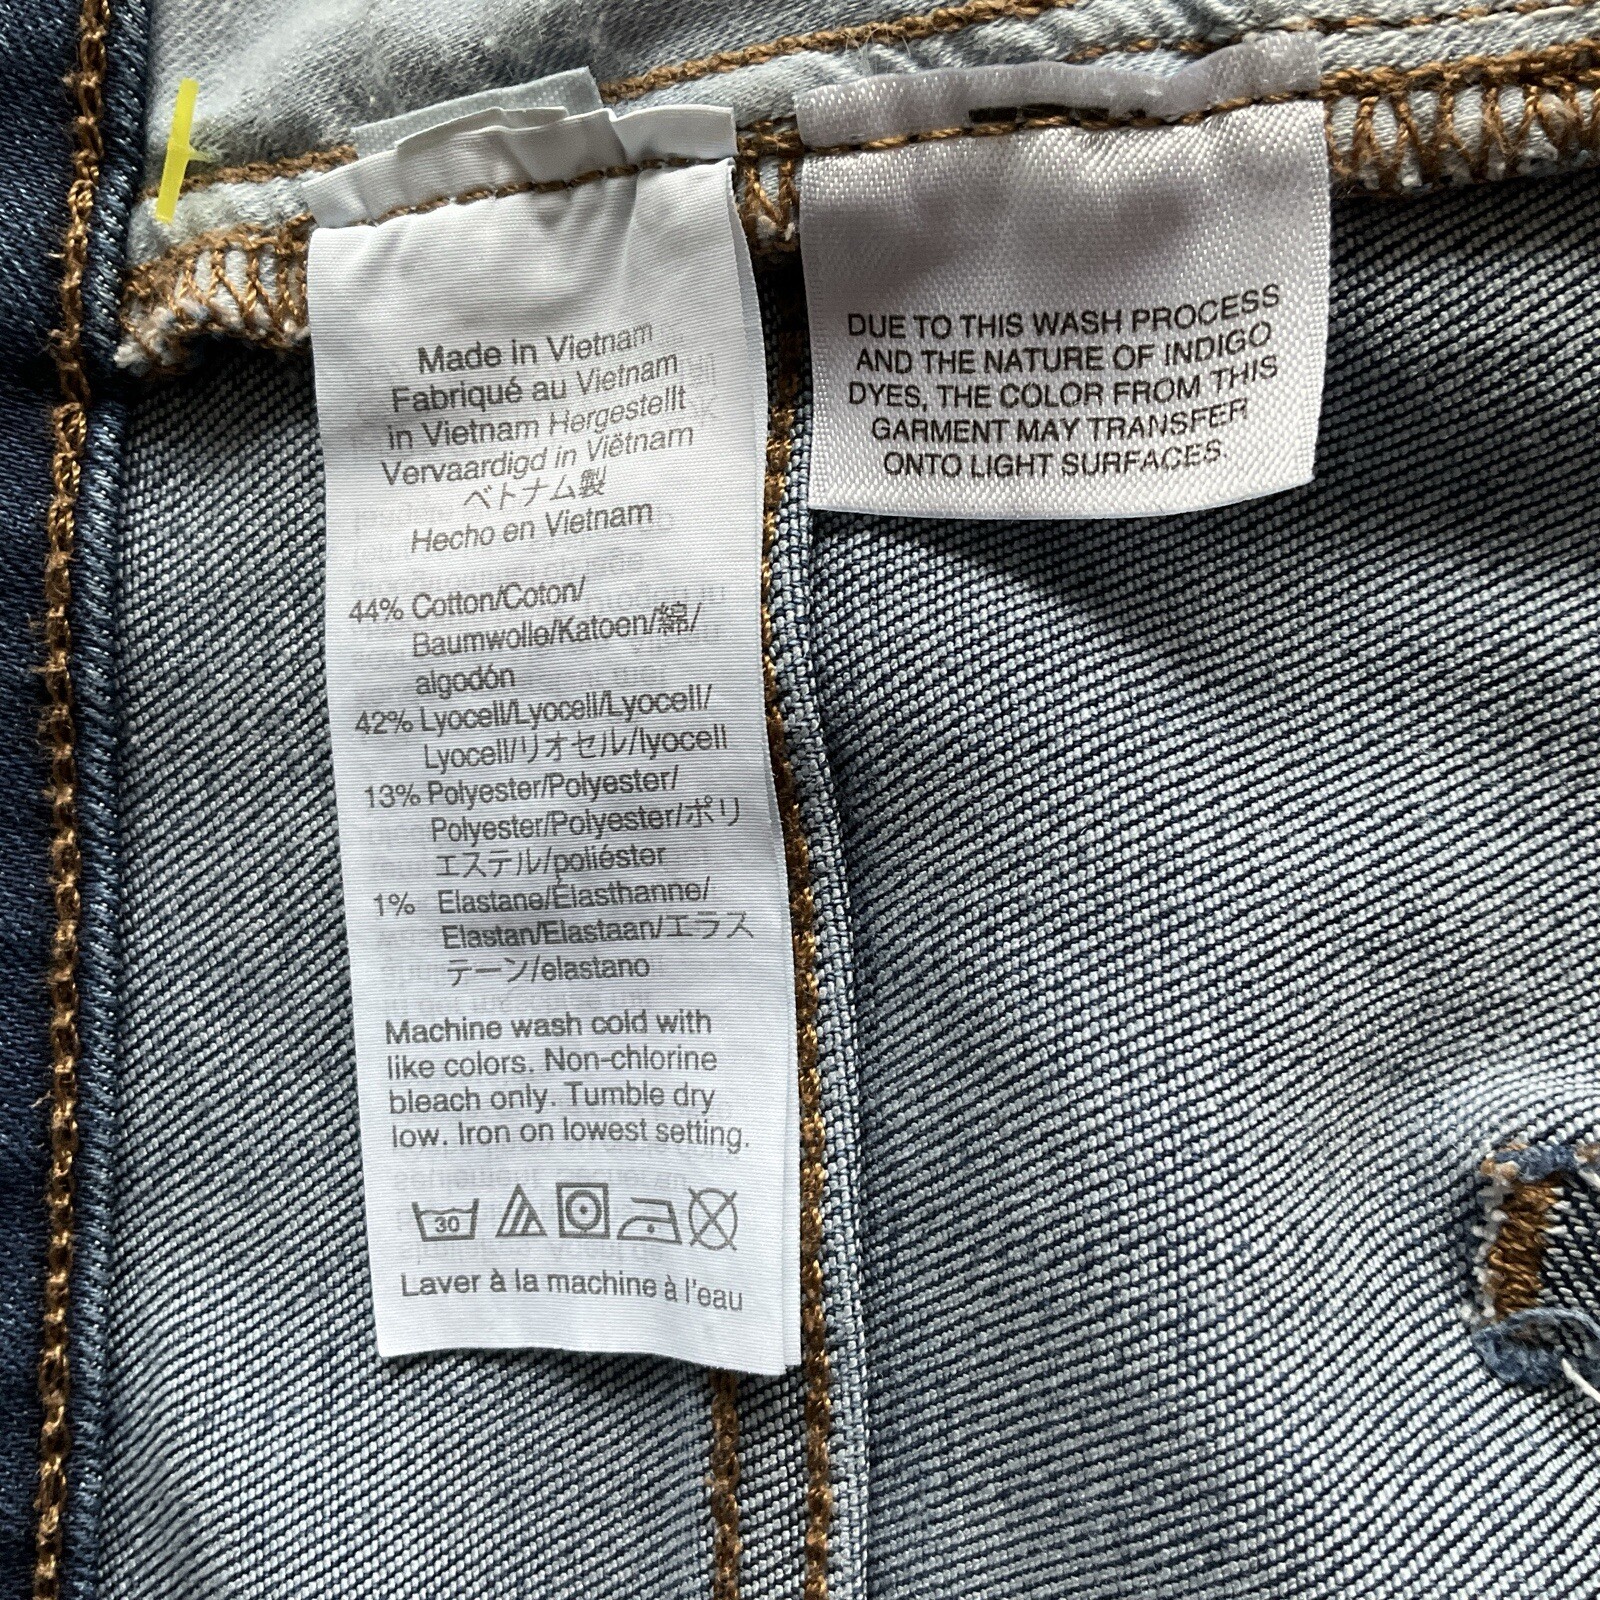 Made in Vietnam
Fabriqué au Vietnam
in Vietnam Hergestellt
Vervaardigd in Viêtnam
ベトナム製
Hecho en Vietnam
44% Cotton/Coton/
Baumwolle/Katoen/綿/
algodón
42% Lyocell/Lyocell/Lyocell/
Lyocell/リオセル/lyocell
13% Polyester/Polyester/
Polyester/Polyester/ポリ
エステル/poliéster
1% Elastane/Élasthanne/
Elastan/Elastaan/エラス
テーン/elastano
Machine wash cold with
like colors. Non-chlorine
bleach only. Tumble dry
low. Iron on lowest setting.
30
Laver à la machine à l'eau
DUE TO THIS WASH PROCESS
AND THE NATURE OF INDIGO
DYES, THE COLOR FROM THIS
GARMENT MAY TRANSFER
ONTO LIGHT SURFACES.